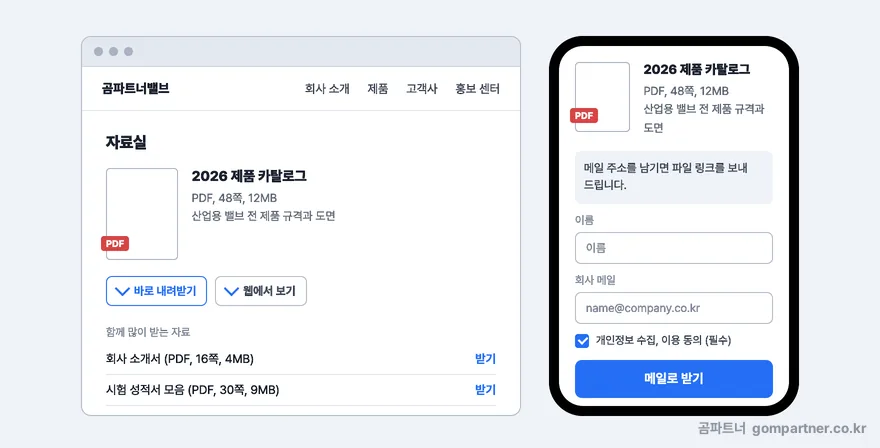 곰파트너밸브
회사 소개 제품 고객사 홍보 센터
자료실
2026 제품 카탈로그
PDF, 48쪽, 12MB
산업용 밸브 전 제품 규격과 도면
PDF
바로 내려받기 웹에서 보기
함께 많이 받는 자료
회사 소개서 (PDF, 16쪽, 4MB) 받기
시험 성적서 모음 (PDF, 30쪽, 9MB) 받기
2026 제품 카탈로그
PDF, 48쪽, 12MB
산업용 밸브 전 제품 규격과
도면
PDF
메일 주소를 남기면 파일 링크를 보내
드립니다.
이름
이름
회사 메일
name@company.co.kr
개인정보 수집, 이용 동의 (필수)
메일로 받기
곰파트너 gompartner.co.kr